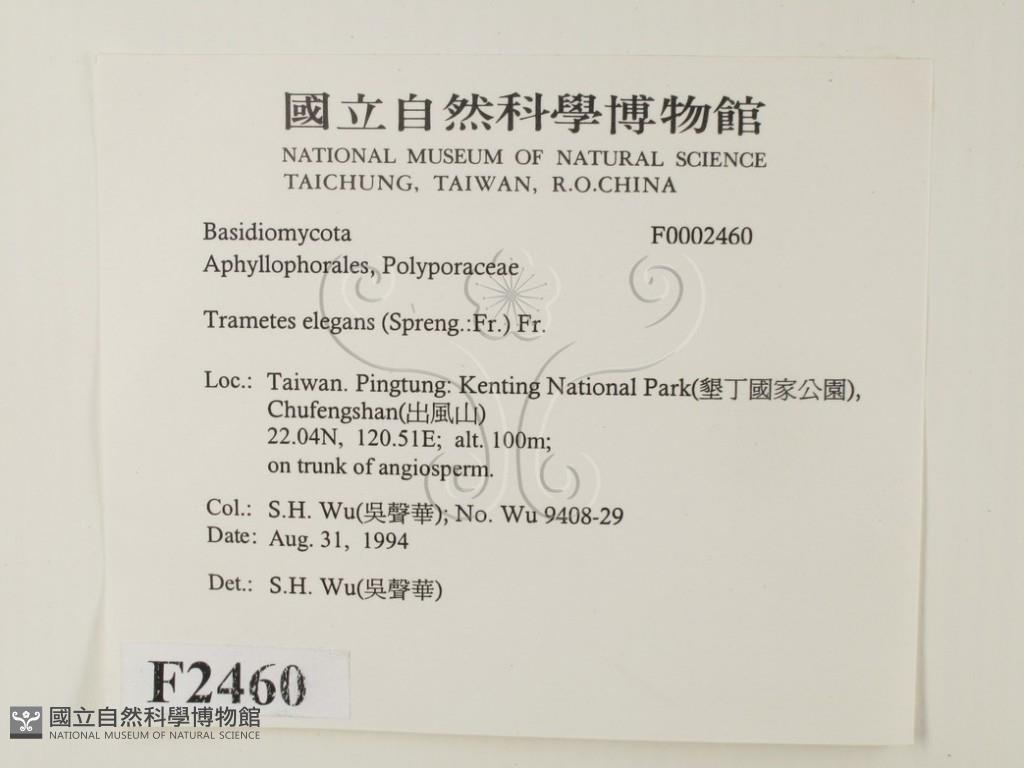 國立自然科學博物館
NATIONAL MUSEUM OF NATURAL SCIENCE
TAICHUNG, TAIWAN, R.O.CHINA
Basidiomycota F0002460
Aphyllophorales, Polyporaceae
Trametes elegans (Spreng.:Fr.) Fr.
Loc.: Taiwan. Pingtung: Kenting National Park(墾丁國家公園),
Chufengshan(出風山)
22.04N, 120.51E; alt. 100m;
on trunk of angiosperm.
Col.: S.H. Wu(吳聲華); No. Wu 9408-29
Date: Aug. 31, 1994
Det.: S.H. Wu(吳聲華)
F2460
國立自然科學博物館
NATIONAL MUSEUM OF NATURAL SCIENCE